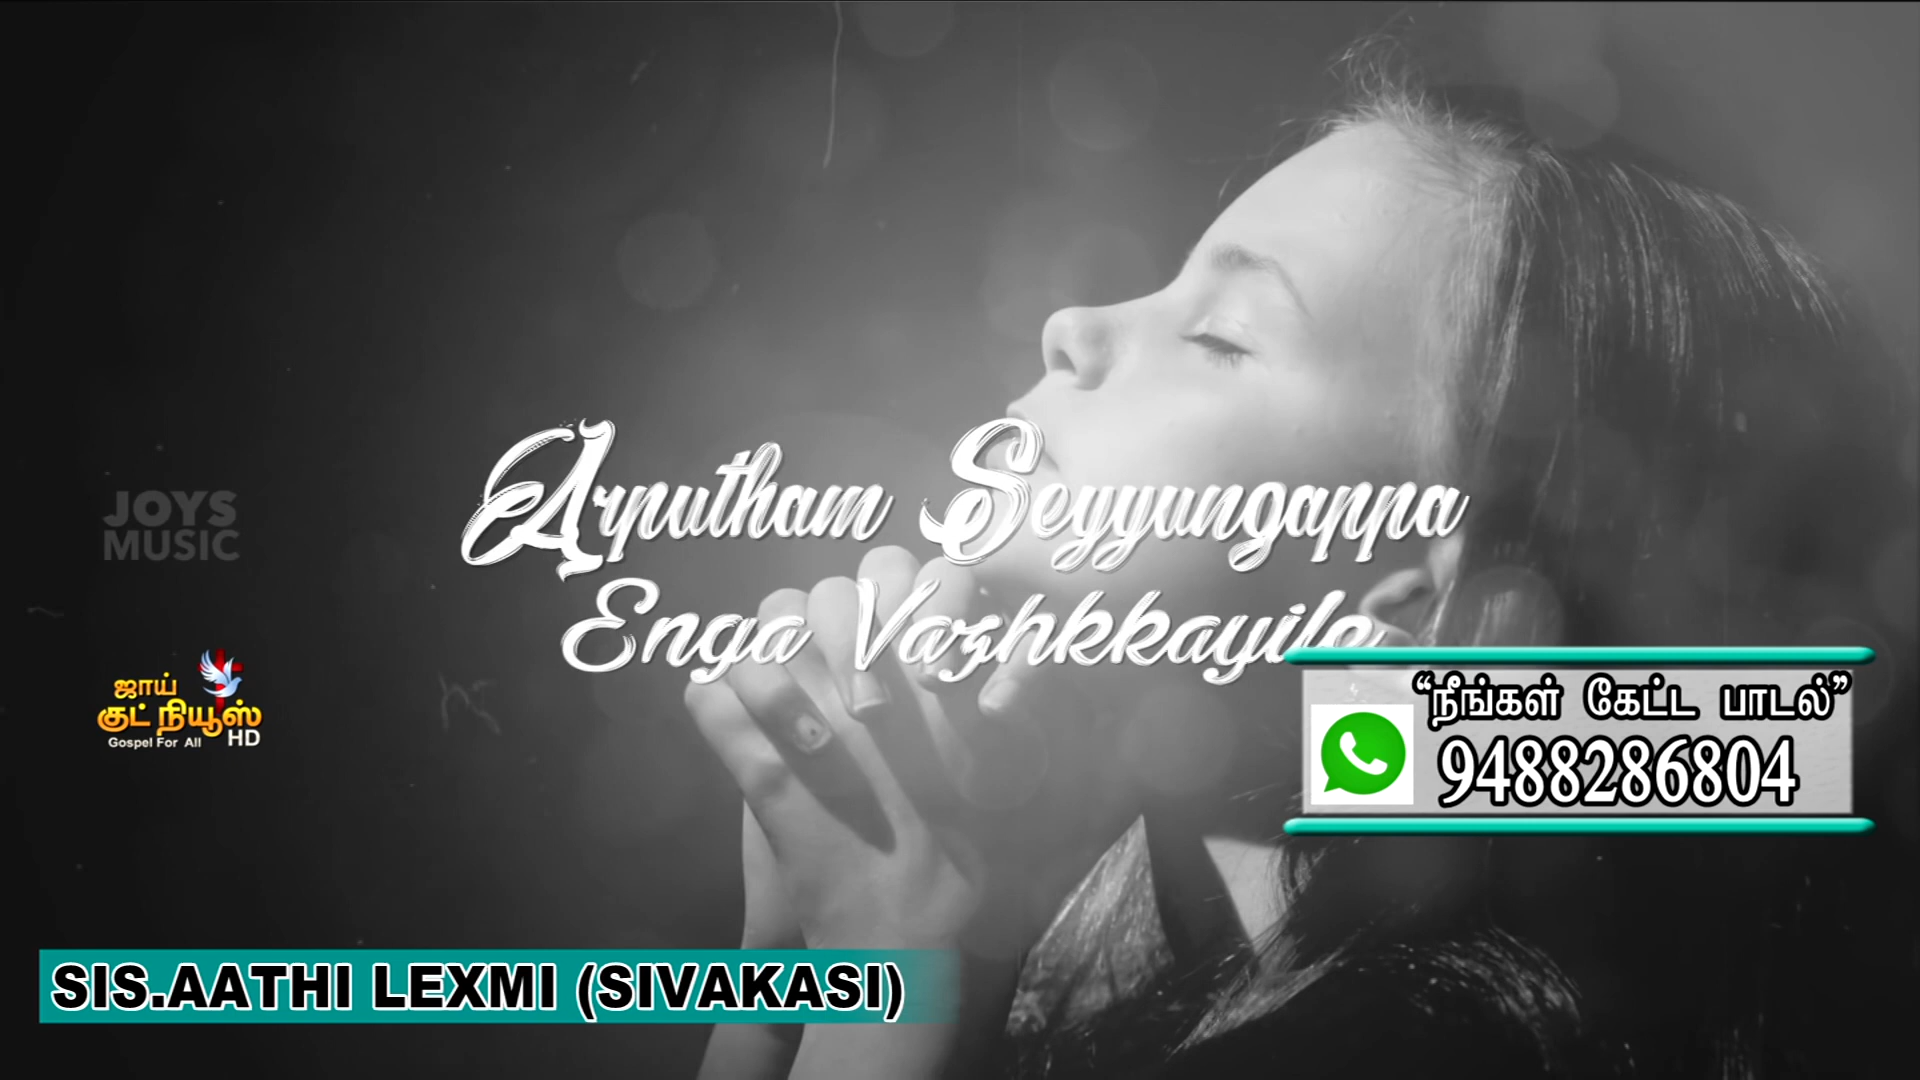 Arputham Seyyungappa
Enga Vazhkkayile
JOYS
MUSIC
ஜாய்
குட் நியூஸ்
Gospel For All HD
“நீங்கள் கேட்ட பாடல்”
9488286804
SIS.AATHI LEXMI (SIVAKASI)